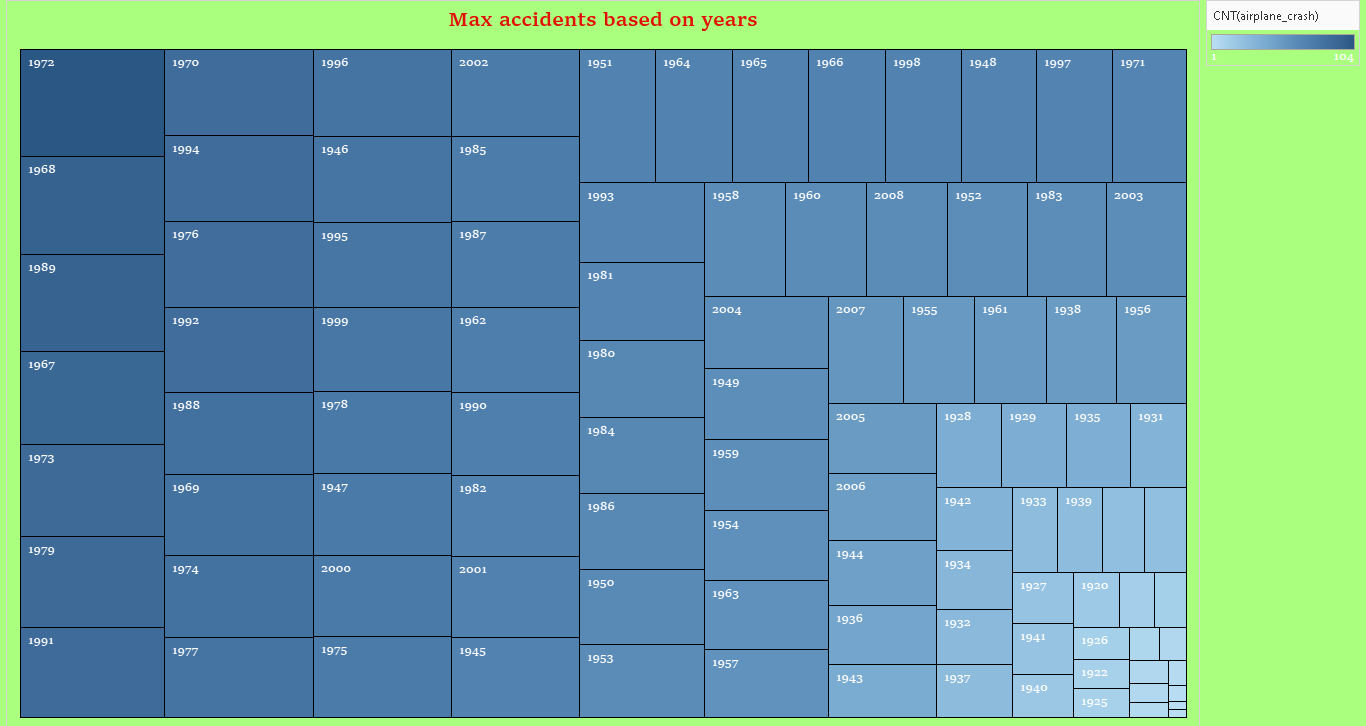 Max accidents based on years
CNT(airplane_crash)
1 104
1972 1970 1996 2002 1951 1964 1965 1966 1998 1948 1997 1971
1994 1946 1985
1968
1993 1958 1960 2008 1952 1983 2003
1976 1995 1987
1989 1981
2004 2007 1955 1961 1938 1956
1992 1999 1962
1980
1967
1949
1988 1978 1990
2005 1928 1929 1935 1931
1984
1973 1959
1969 1947 1982
2006
1986 1942 1933 1939
1954
1979 1944
1974 2000 2001 1934
1950 1927 1920
1963
1936 1932
1991 1941 1926
1977 1975 1945 1953
1957
1943 1937 1922
1940
1925